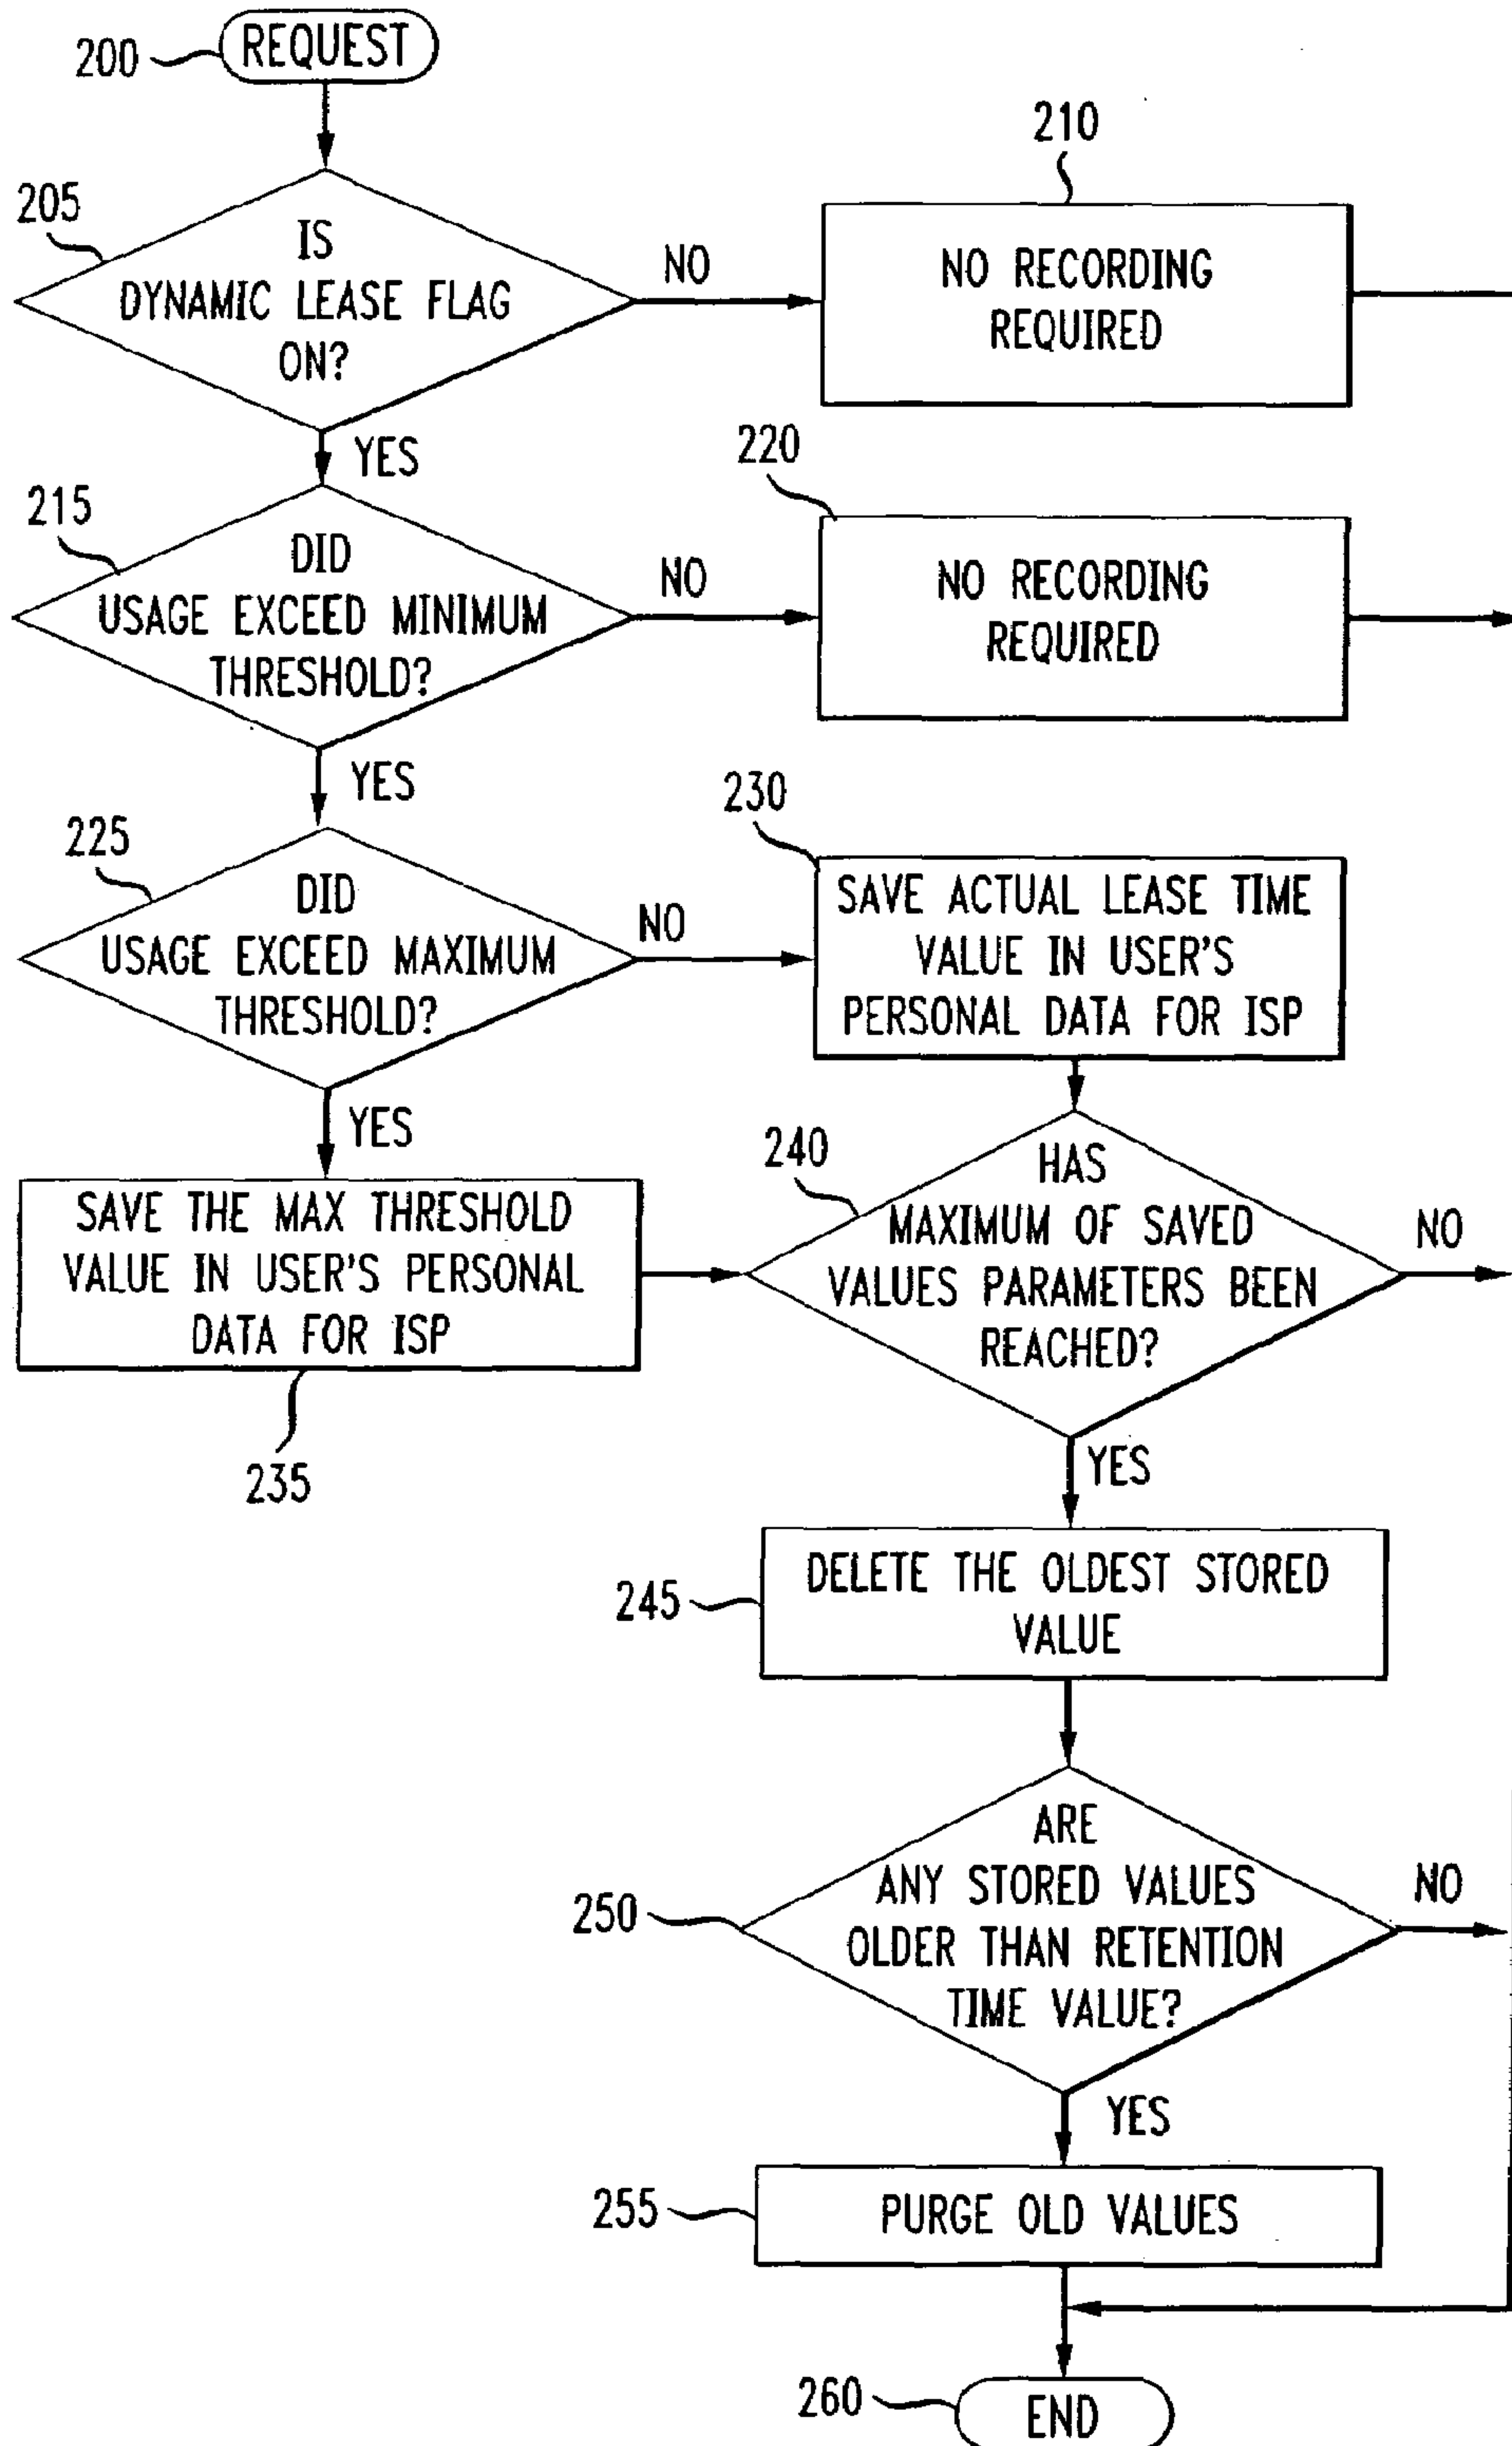 200
REQUEST
205
IS
DYNAMIC LEASE FLAG
ON?
NO
210
NO RECORDING
REQUIRED
YES
215
DID
USAGE EXCEED MINIMUM
THRESHOLD?
NO
220
NO RECORDING
REQUIRED
YES
225
DID
USAGE EXCEED MAXIMUM
THRESHOLD?
NO
230
SAVE ACTUAL LEASE TIME
VALUE IN USER'S
PERSONAL DATA FOR ISP
YES
SAVE THE MAX THRESHOLD
VALUE IN USER'S PERSONAL
DATA FOR ISP
235
240
HAS
MAXIMUM OF SAVED
VALUES PARAMETERS BEEN
REACHED?
NO
YES
245
DELETE THE OLDEST STORED
VALUE
250
ARE
ANY STORED VALUES
OLDER THAN RETENTION
TIME VALUE?
NO
YES
255
PURGE OLD VALUES
260
END